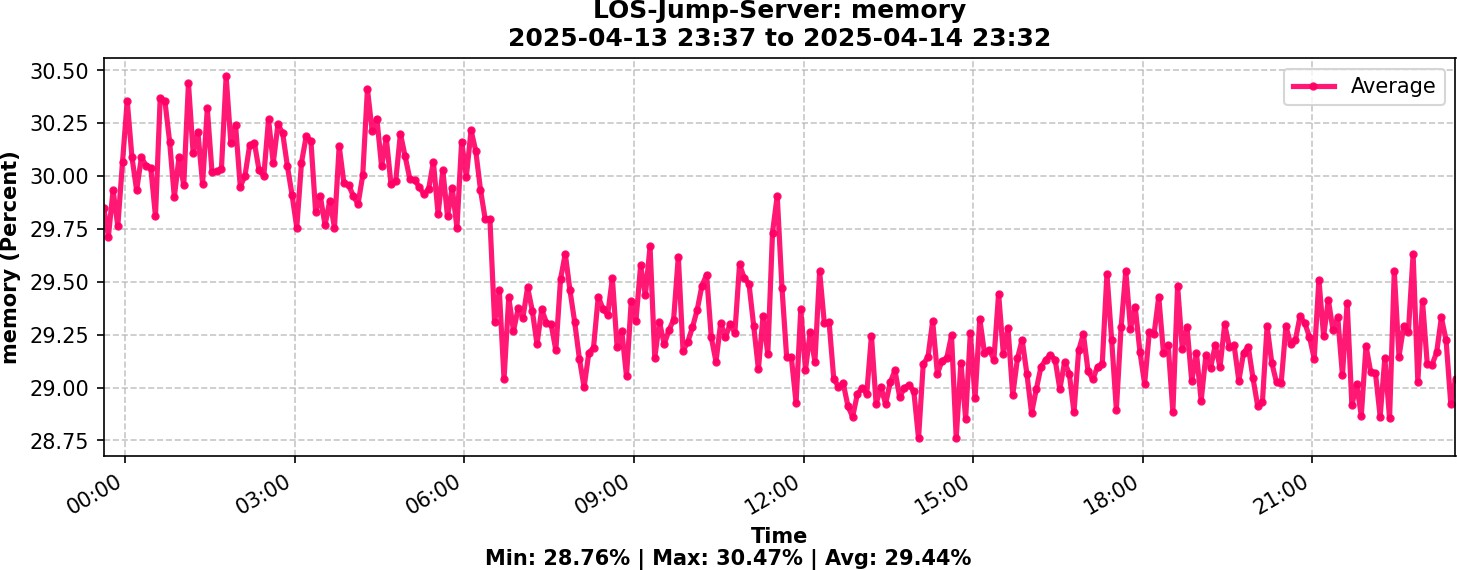 LOS-Jump-Server: memory
2025-04-13 23:37 to 2025-04-14 23:32
Average
memory (Percent)
30.50
30.25
30.00
29.75
29.50
29.25
29.00
28.75
00:00 03:00 06:00 09:00 12:00 15:00 18:00 21:00
Time
Min: 28.76% | Max: 30.47% | Avg: 29.44%